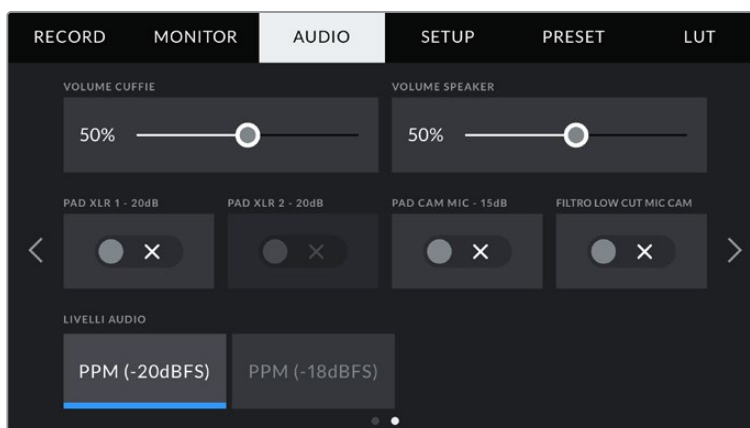 RECORD MONITOR AUDIO SETUP PRESET LUT
VOLUME CUFFIE VOLUME SPEAKER
50% 50%
PAD XLR 1 - 20dB PAD XLR 2 - 20dB PAD CAM MIC - 15dB FILTRO LOW CUT MIC CAM
LIVELLI AUDIO
PPM (-20dBFS) PPM (-18dBFS)